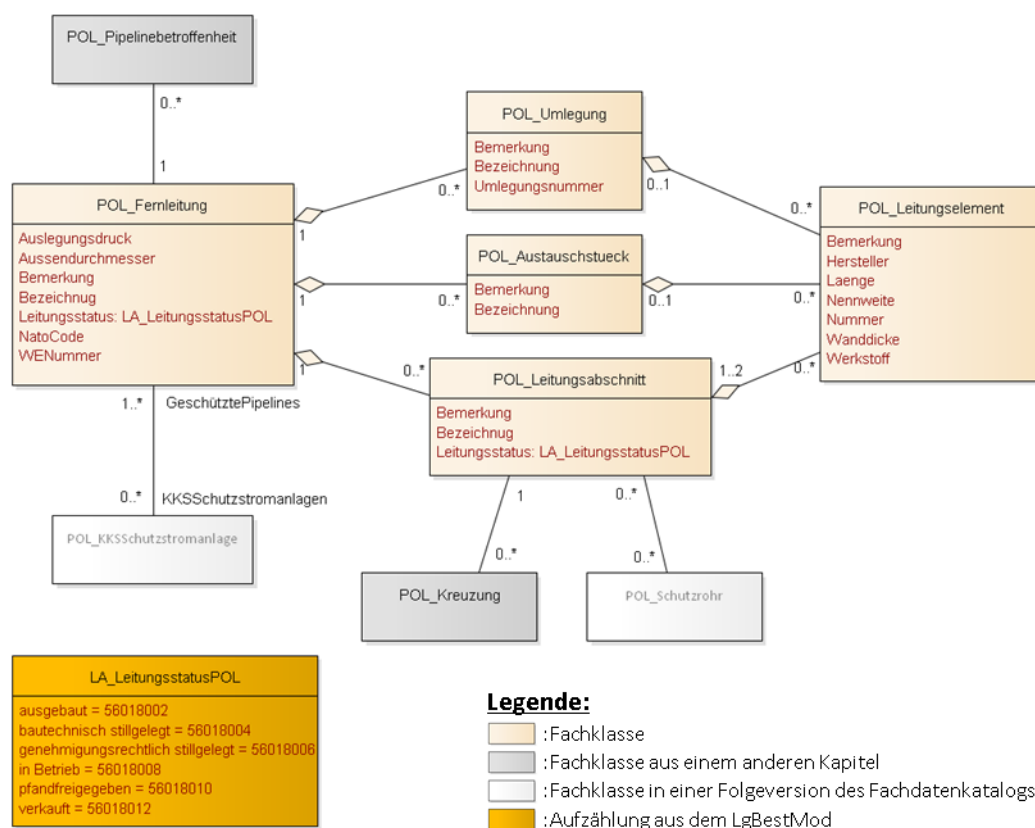 POL_Pipelinebetroffenheit
0..*
1
POL_Fernleitung
Auslegungsdruck
Aussendurchmesser
Bemerkung
Bezeichnug
Leitungsstatus: LA_LeitungsstatusPOL
NatoCode
WENummer
1
0..*
1
0..*
1
0..*
POL_Umlegung
Bemerkung
Bezeichnung
Umlegungsnummer
0..1
0..*
POL_Austauschstueck
Bemerkung
Bezeichnung
0..1
0..*
POL_Leitungsabschnitt
Bemerkung
Bezeichnug
Leitungsstatus: LA_LeitungsstatusPOL
1..2
0..*
POL_Leitungselement
Bemerkung
Hersteller
Laenge
Nennweite
Nummer
Wanddicke
Werkstoff
1..*
GeschütztePipelines
0..*
KKSSchutzstromanlagen
POL_KKSSchutzstromanlage
1
0..*
POL_Kreuzung
0..*
0..*
POL_Schutzrohr
LA_LeitungsstatusPOL
ausgebaut = 56018002
bautechnisch stillgelegt = 56018004
genehmigungsrechtlich stillgelegt = 56018006
in Betrieb = 56018008
pfandfreigegeben = 56018010
verkauft = 56018012
Legende:
:Fachklasse
:Fachklasse aus einem anderen Kapitel
:Fachklasse in einer Folgeversion des Fachdatenkatalogs
:Aufzählung aus dem LgBestMod